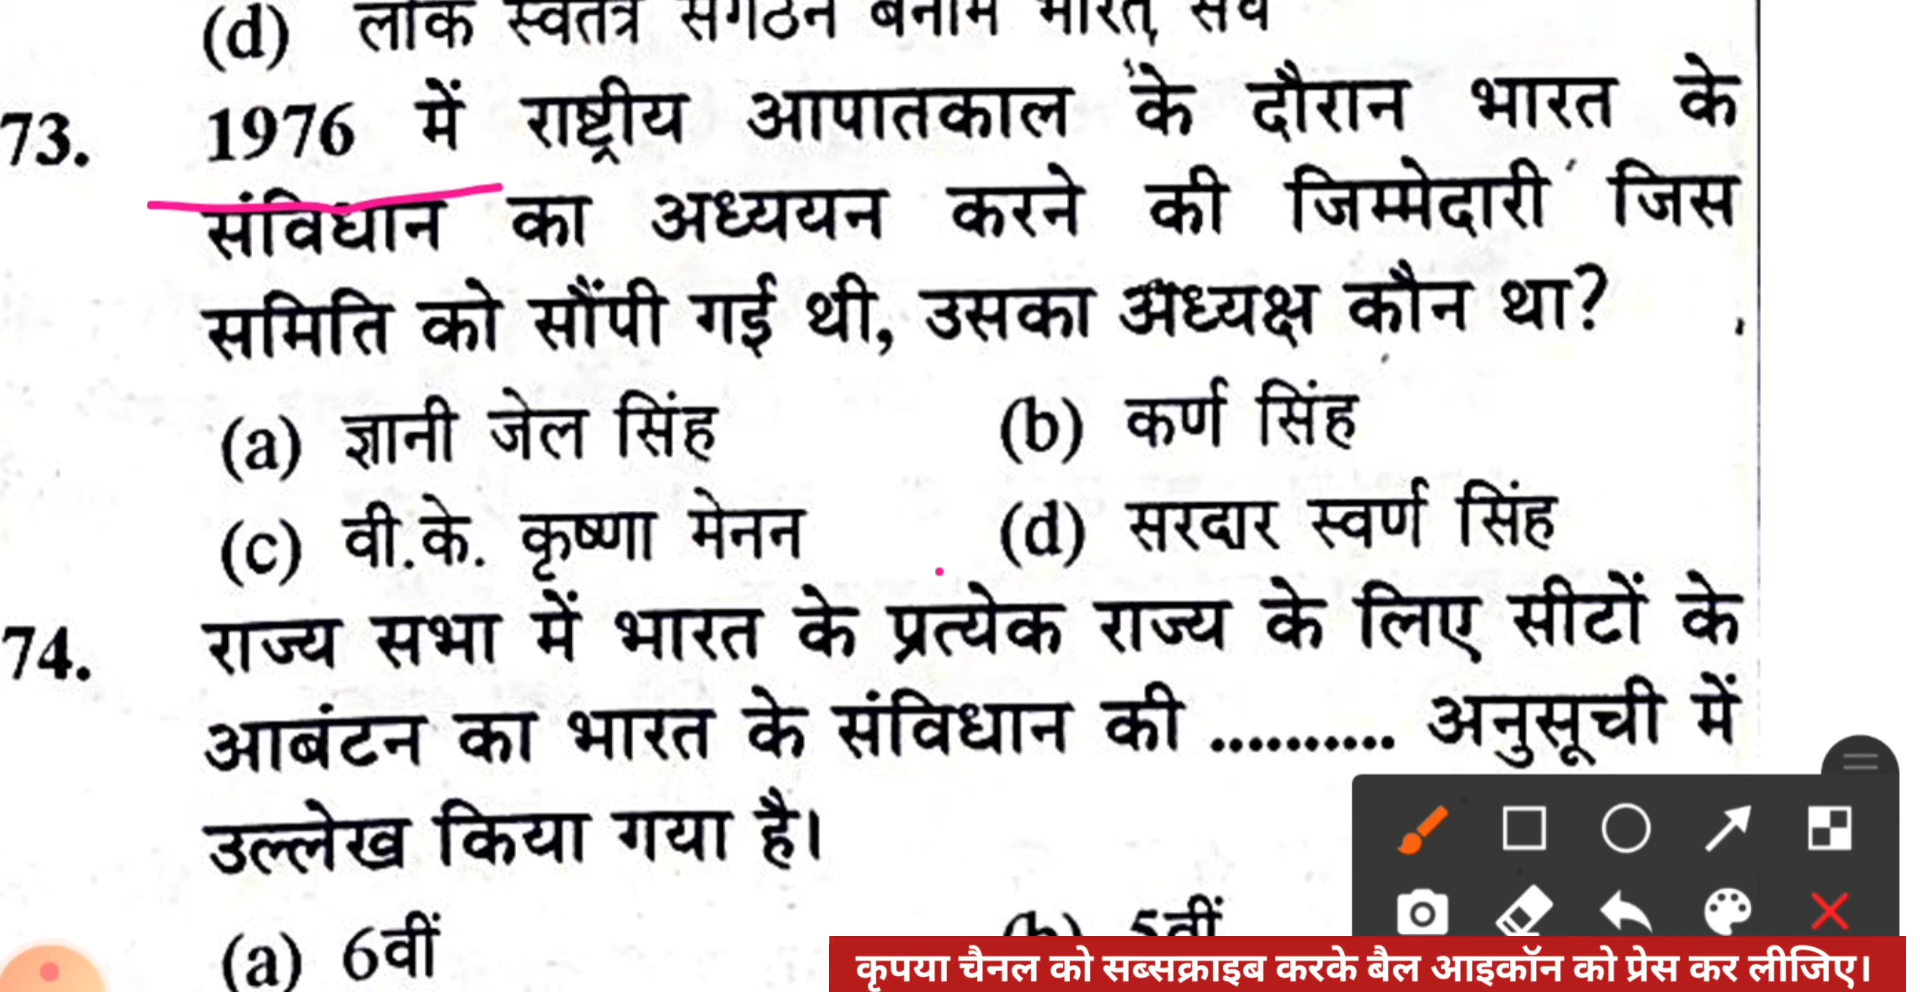 (d) लोक स्वतंत्र संगठन बनाम भारत संघ
73. 1976 में राष्ट्रीय आपातकाल के दौरान भारत के
संविधान का अध्ययन करने की जिम्मेदारी जिस
समिति को सौंपी गई थी, उसका अध्यक्ष कौन था?
(a) ज्ञानी जेल सिंह (b) कर्ण सिंह
(c) वी.के. कृष्णा मेनन (d) सरदार स्वर्ण सिंह
74. राज्य सभा में भारत के प्रत्येक राज्य के लिए सीटों के
आबंटन का भारत के संविधान की .......... अनुसूची में
उल्लेख किया गया है।
(a) 6वीं (b) 5वीं
कृपया चैनल को सब्सक्राइब करके बैल आइकॉन को प्रेस कर लीजिए।